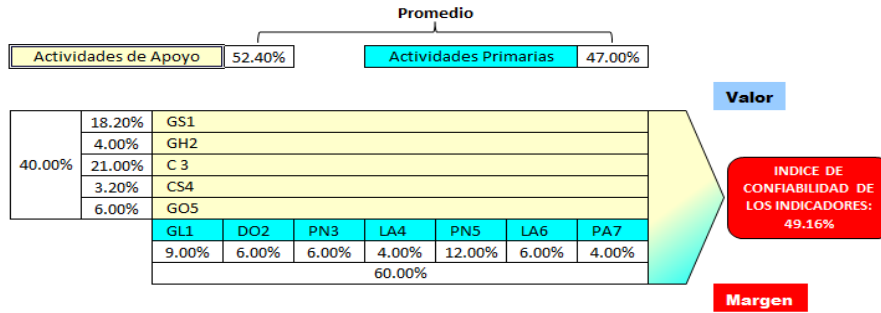 Promedio
Actividades de Apoyo 52.40% Actividades Primarias 47.00%
Valor
18.20% GS1
4.00% GH2
40.00% 21.00% C 3
3.20% CS4
6.00% GO5
INDICE DE
CONFIABILIDAD DE
LOS INDICADORES:
49.16%
GL1 DO2 PN3 LA4 PN5 LA6 PA7
9.00% 6.00% 6.00% 4.00% 12.00% 6.00% 4.00%
60.00%
Margen